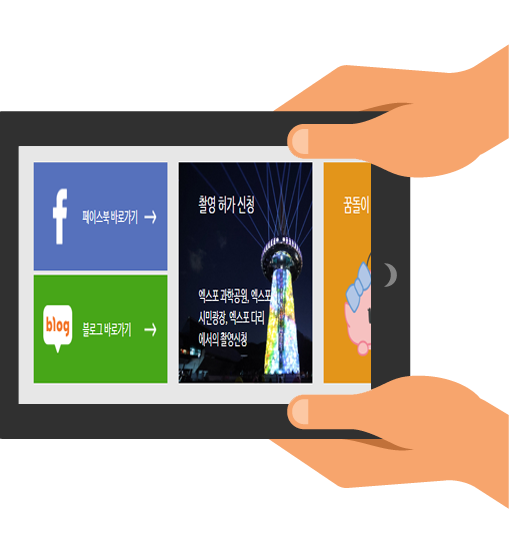 f
페이스북 바로가기
blog
블로그 바로가기
촬영 허가 신청
엑스포 과학공원, 엑스포
시민광장, 엑스포 다리
에서의 촬영신청
꿈돌이